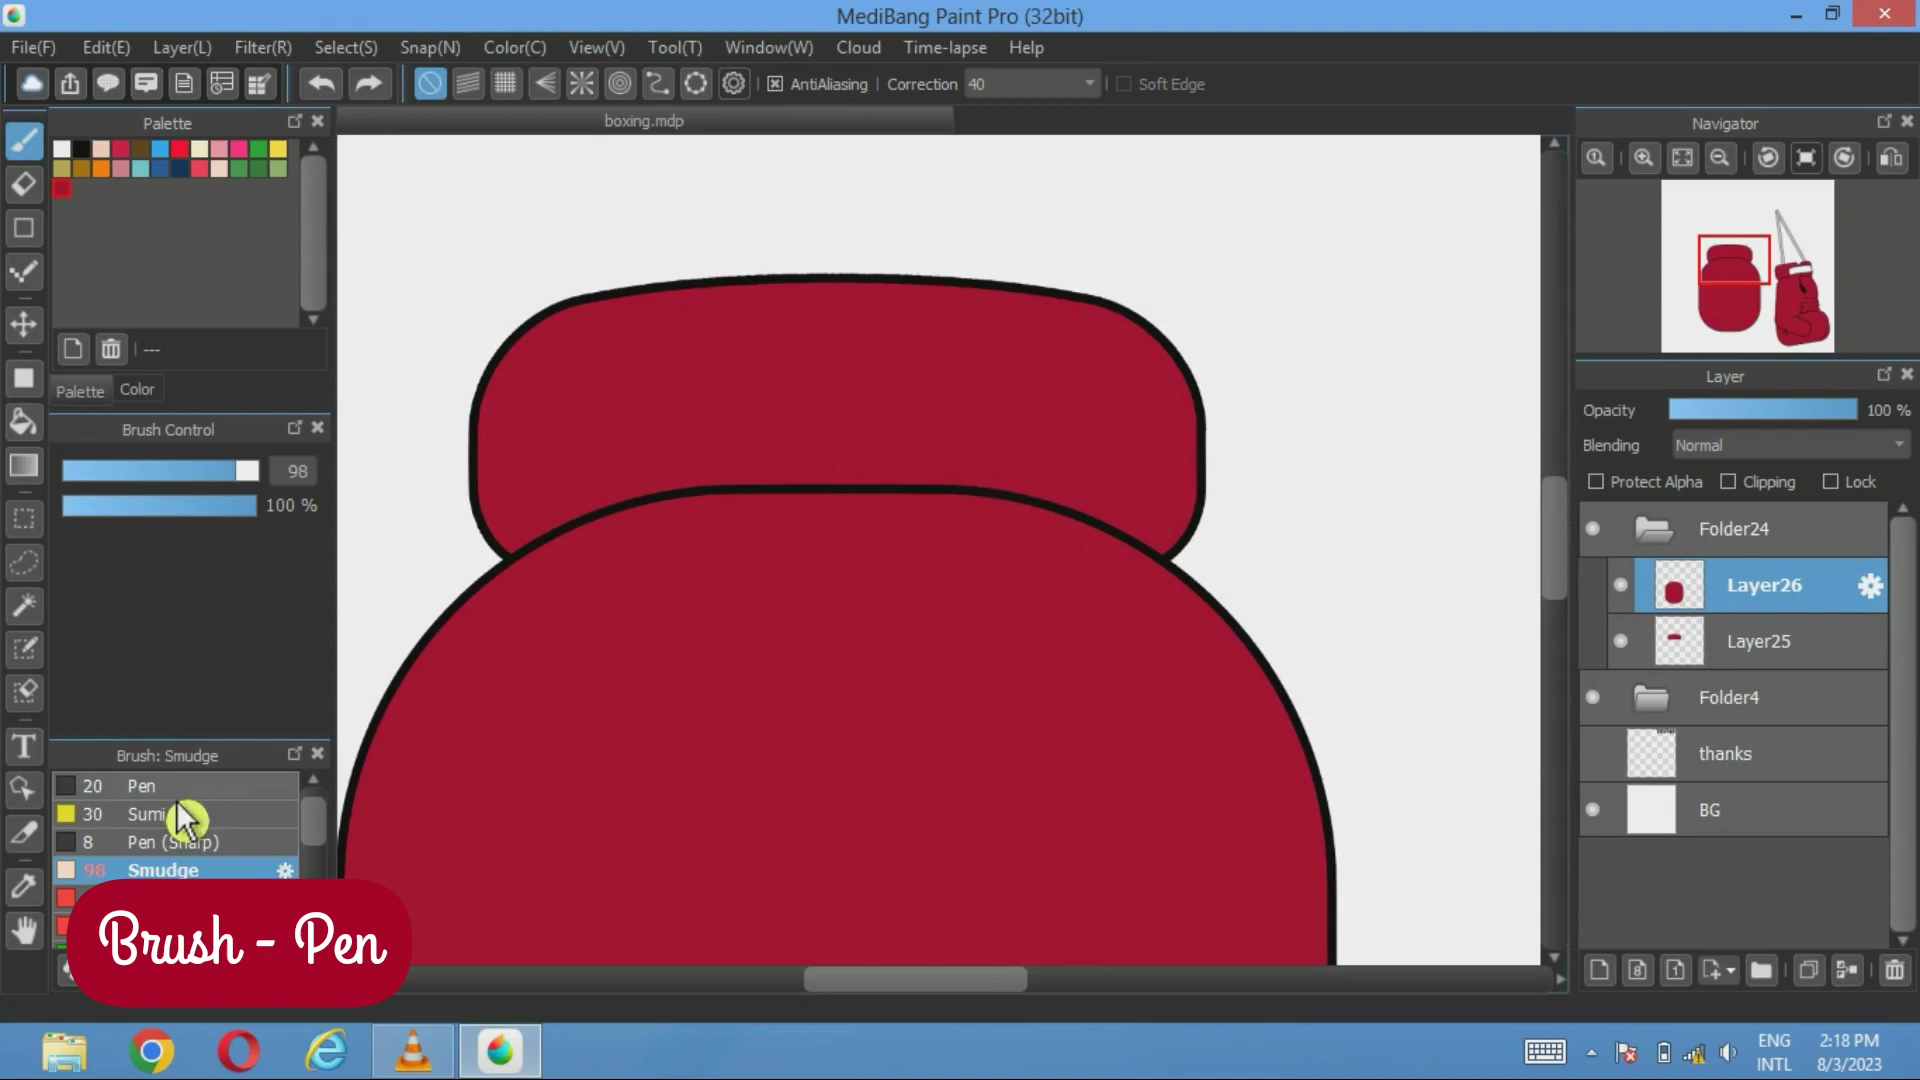 MediBang Paint Pro (32bit)
File(F) Edit(E) Layer(L) Filter(R) Select(S) Snap(N) Color(C) View(V) Tool(T) Window(W) Cloud Time-lapse Help
AntiAliasing Correction 40 Soft Edge
Palette
boxing.mdp
Navigator
---
Palette Color
Brush Control
98
100 %
Brush: Smudge
20 Pen
30 Sumi
8 Pen (Sharp)
98 Smudge
Brush - Pen
Layer
Opacity 100 %
Blending Normal
Protect Alpha Clipping Lock
Folder24
Layer26
Layer25
Folder4
thanks
BG
ENG 2:18 PM
INTL 8/3/2023